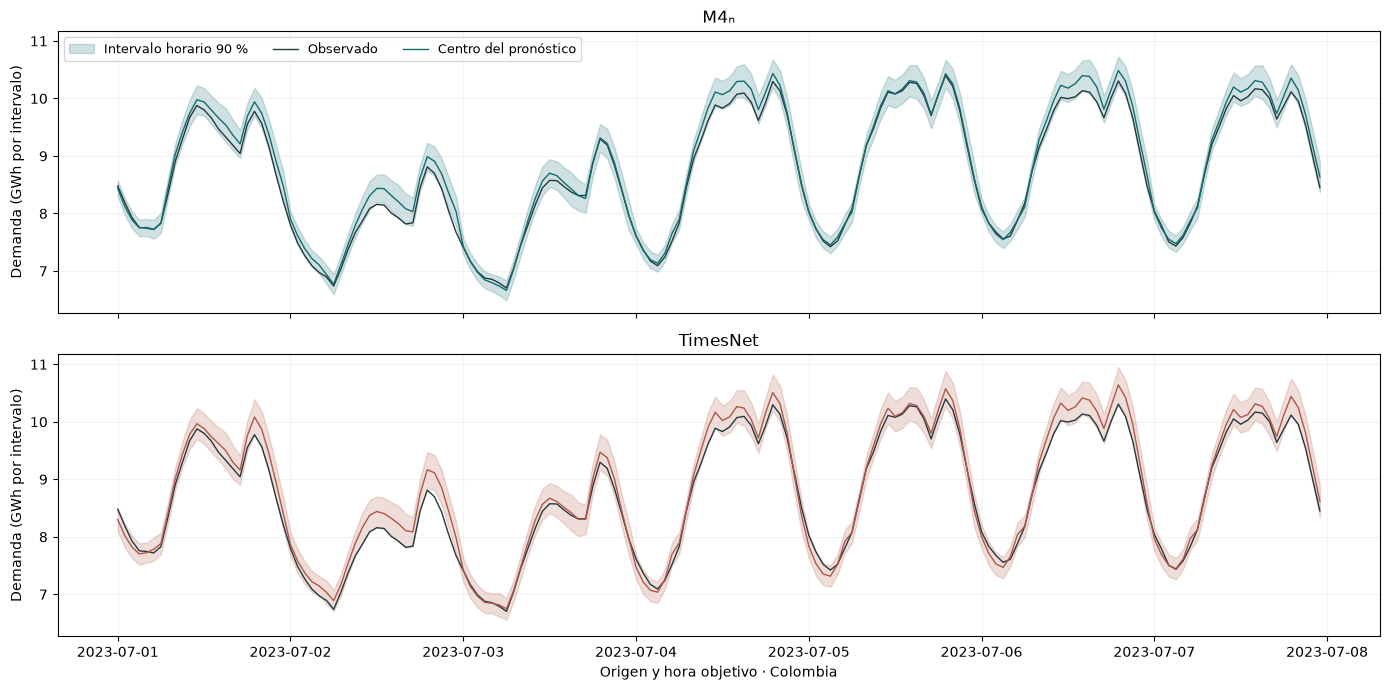 M4ₙ
Intervalo horario 90 %
Observado
Centro del pronóstico
Demanda (GWh por intervalo)
11
10
9
8
7
TimesNet
Demanda (GWh por intervalo)
11
10
9
8
7
2023-07-01 2023-07-02 2023-07-03 2023-07-04 2023-07-05 2023-07-06 2023-07-07 2023-07-08
Origen y hora objetivo · Colombia